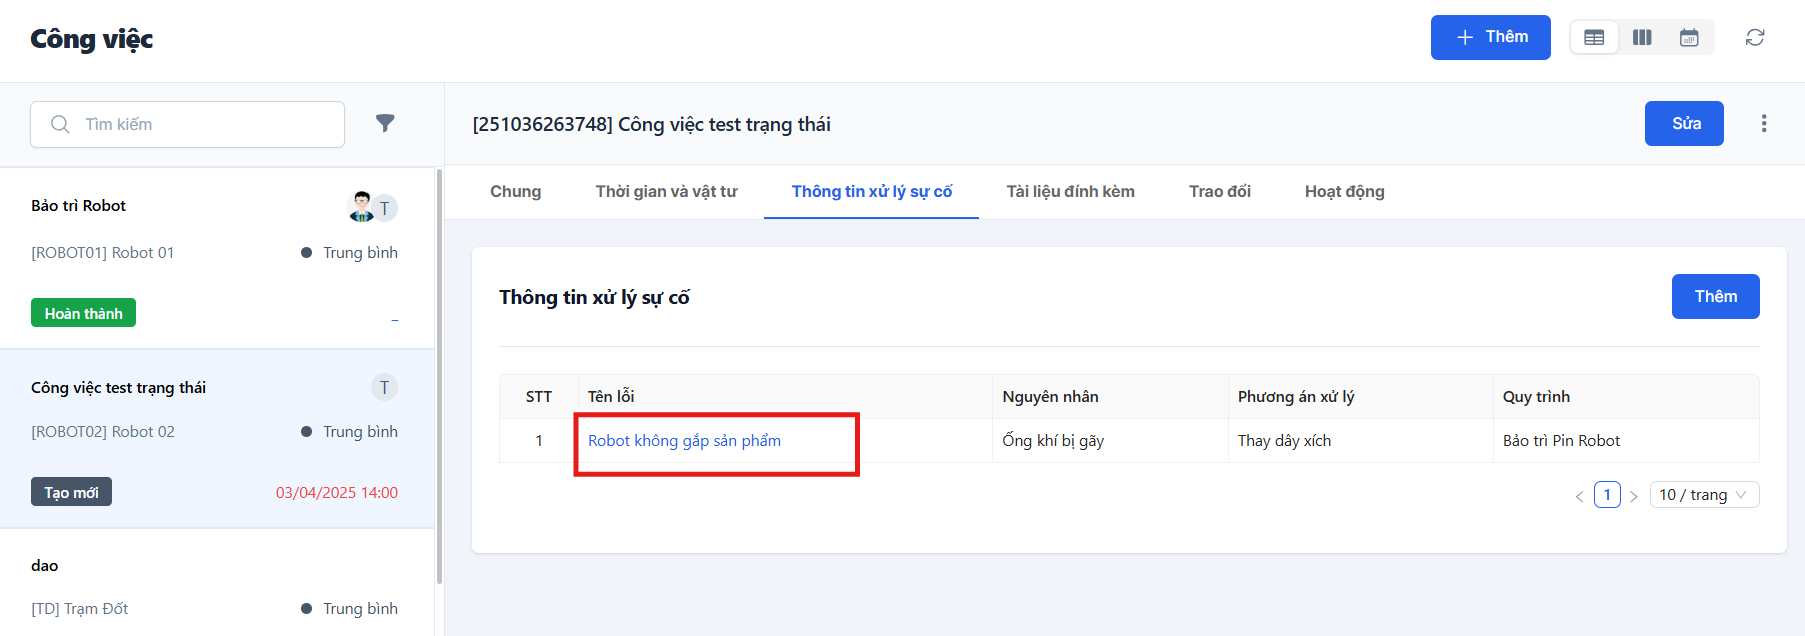 Công việc
Thêm
Tìm kiếm
[251036263748] Công việc test trạng thái
Sửa
Bảo trì Robot
T
[ROBOT01] Robot 01
Trung bình
Hoàn thành
–
Công việc test trạng thái
T
[ROBOT02] Robot 02
Trung bình
Tạo mới
03/04/2025 14:00
dao
[TD] Trạm Đốt
Trung bình
Chung Thời gian và vật tư Thông tin xử lý sự cố Tài liệu đính kèm Trao đổi Hoạt động
Thông tin xử lý sự cố
Thêm
STT Tên lỗi Nguyên nhân Phương án xử lý Quy trình
1 Robot không gắp sản phẩm Ống khí bị gãy Thay dây xích Bảo trì Pin Robot
< 1 > 10 / trang